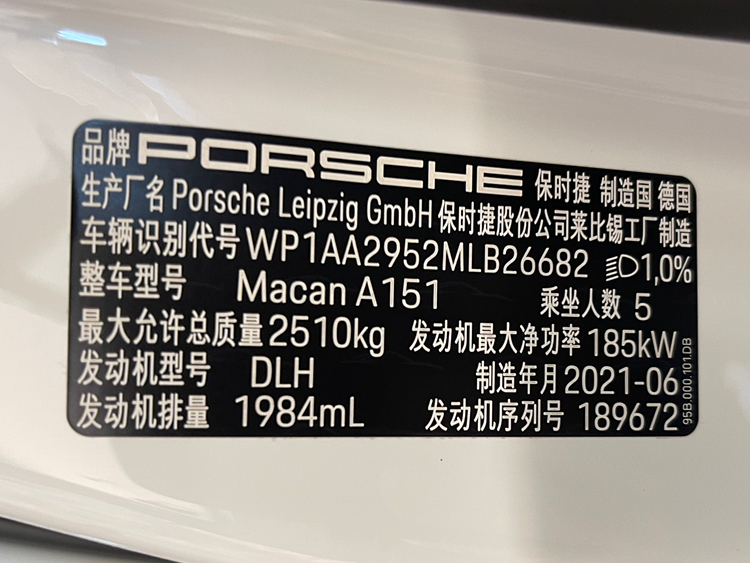 品牌 PORSCHE 保时捷 制造国 德国
生产厂名 Porsche Leipzig GmbH 保时捷股份公司莱比锡工厂制造
车辆识别代号 WP1AA2952MLB26682 1,0%
整车型号 Macan A151 乘坐人数 5
最大允许总质量 2510kg 发动机最大净功率 185kW
发动机型号 DLH 制造年月 2021-06
发动机排量 1984mL 发动机序列号 189672
95B.000.101.DB